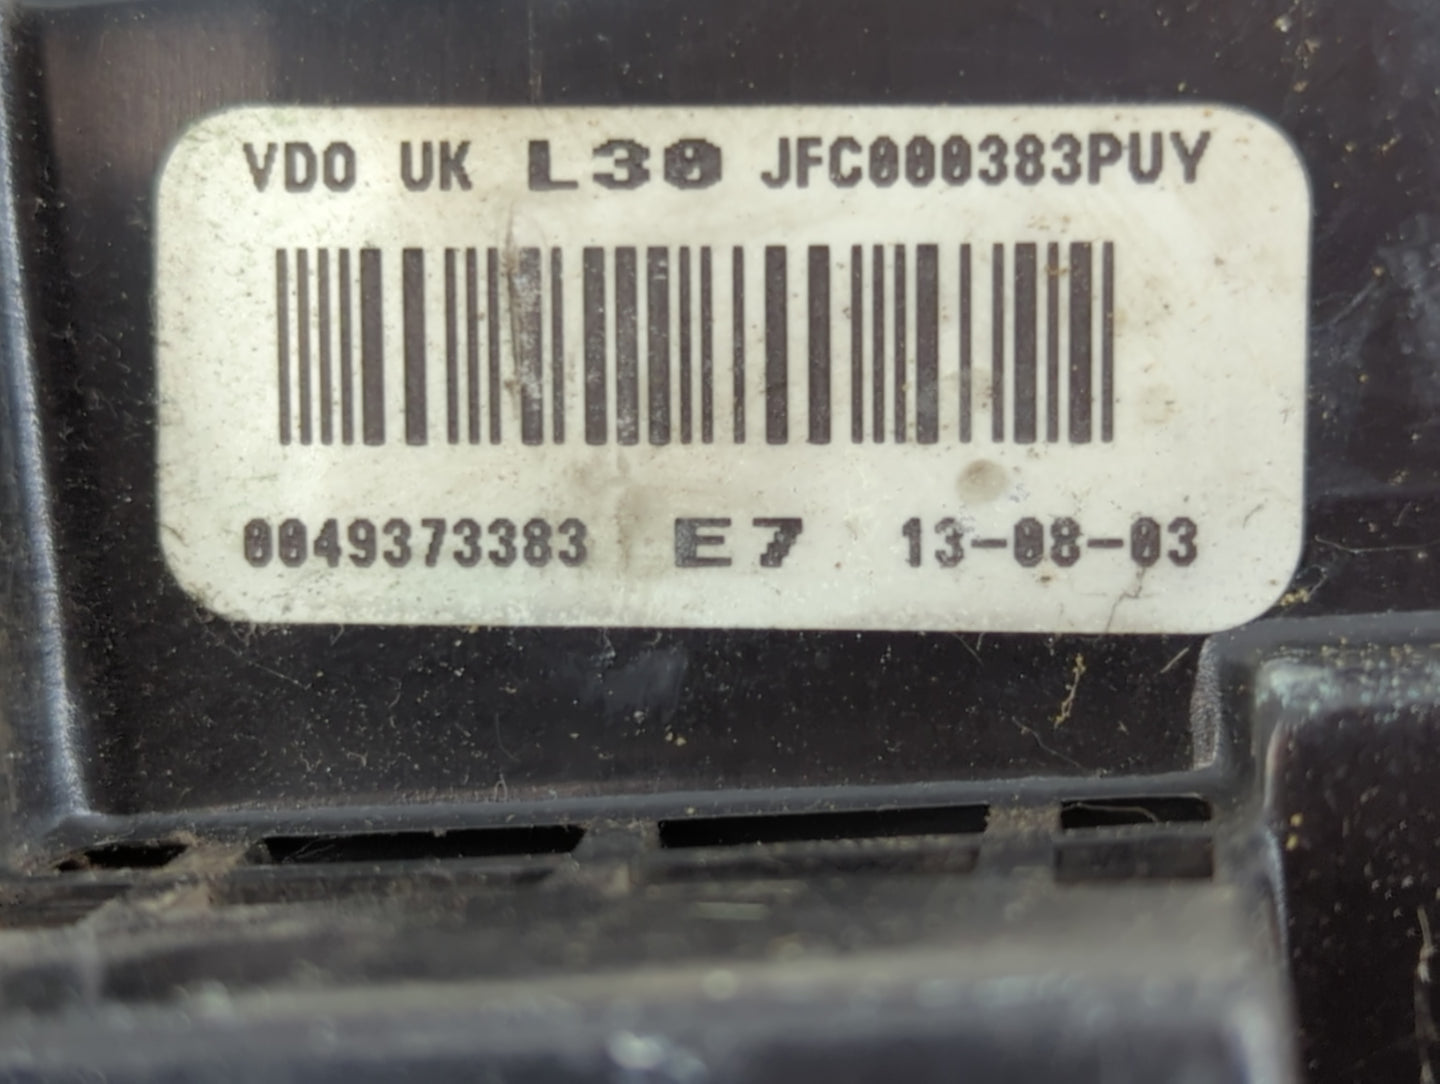 VDO UK L30 JFC000383PUY
0049373383 E7 13-08-03